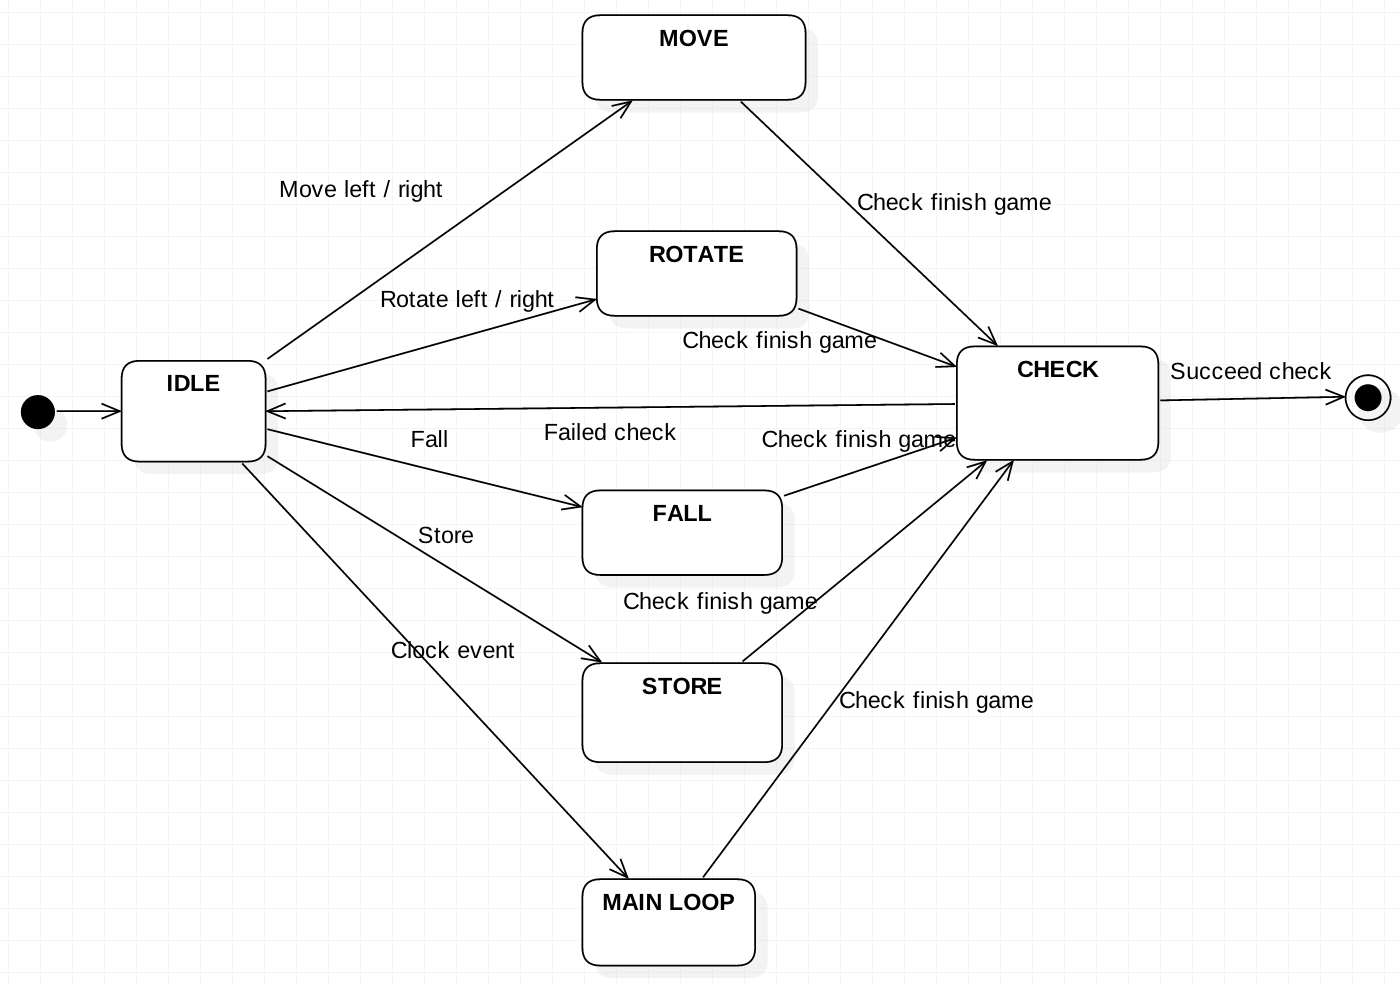 MOVE
Move left / right
Check finish game
ROTATE
Rotate left / right
Check finish game
IDLE
CHECK
Succeed check
Fall
Failed check
Check finish game
FALL
Store
Check finish game
Clock event
STORE
Check finish game
MAIN LOOP